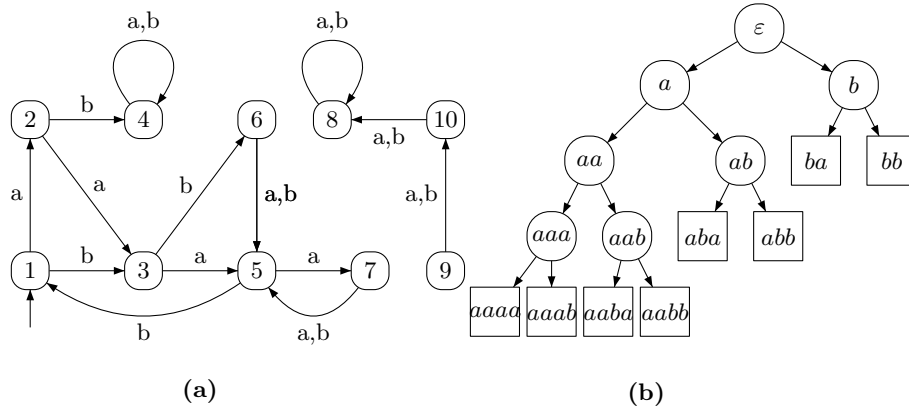 a,b a,b ε
a b
2 b 4 6 8 a,b 10
ba bb
aa ab
a a b a,b a,b
aaa aab aba abb
1 b 3 a 5 a 7 9
b a,b
aaaa aaab aaba aabb
(a) (b)